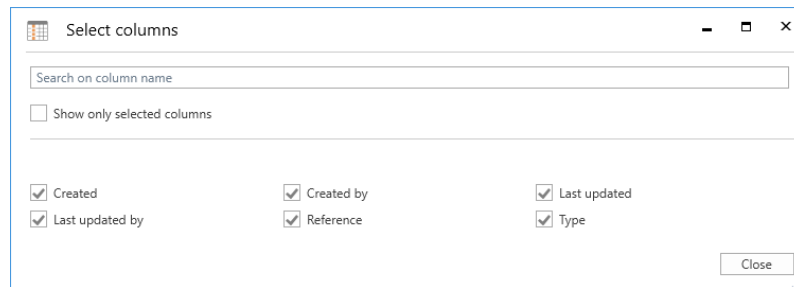 Select columns
Search on column name
Show only selected columns
Created Created by Last updated
Last updated by Reference Type
Close